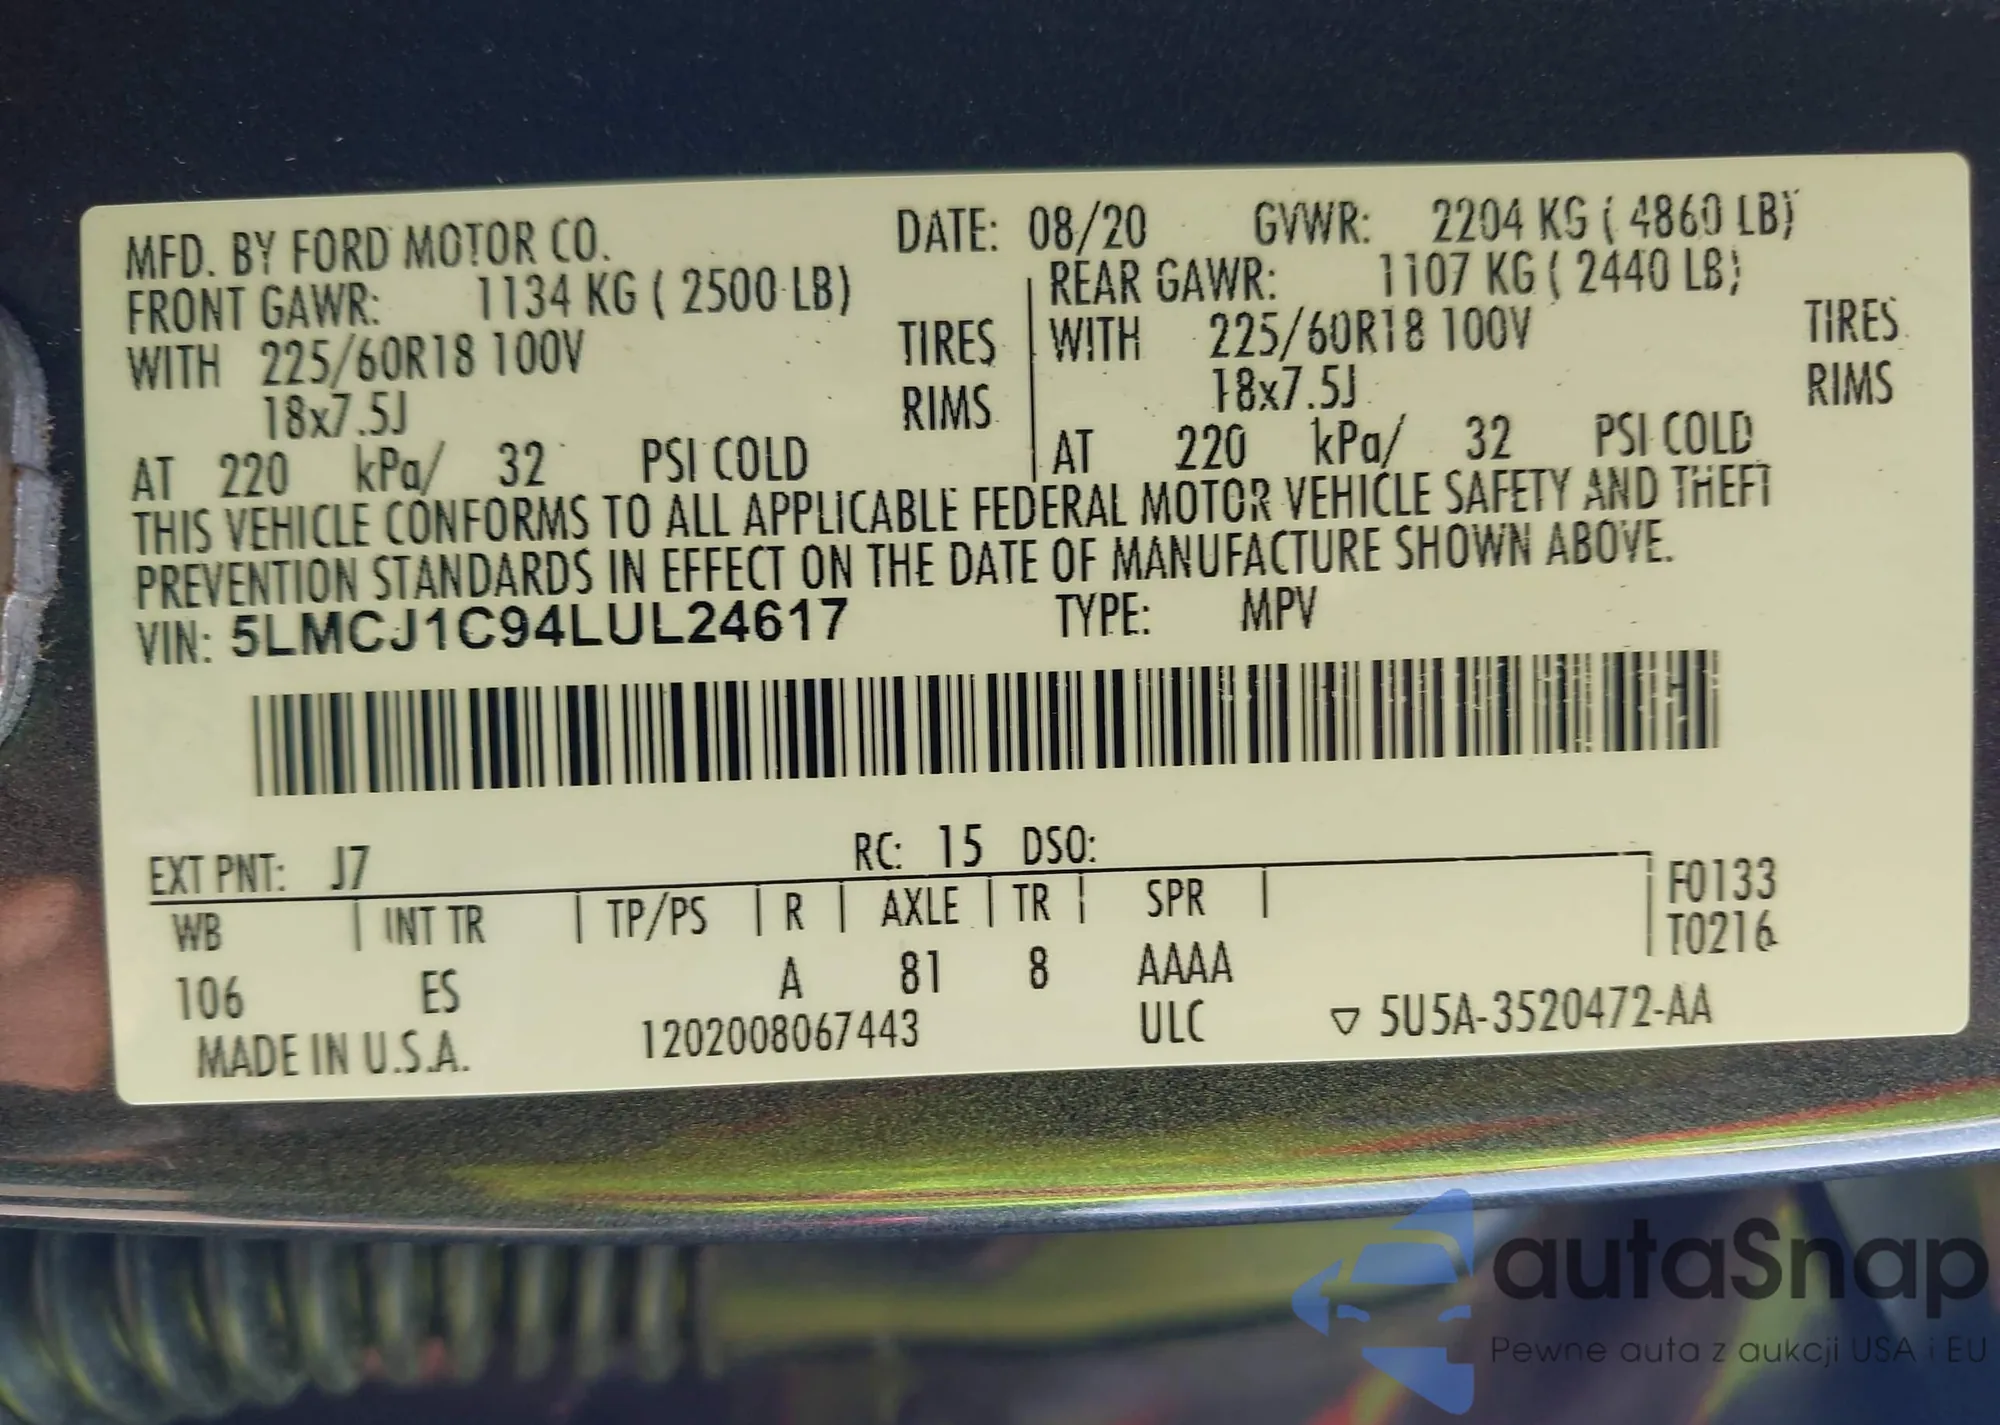 MFD. BY FORD MOTOR CO. DATE: 08/20 GVWR: 2204 KG ( 4860 LB)
FRONT GAWR: 1134 KG ( 2500 LB) REAR GAWR: 1107 KG ( 2440 LB)
WITH 225/60R18 100V TIRES WITH 225/60R18 100V TIRES
18x7.5J RIMS 18x7.5J RIMS
AT 220 kPa/ 32 PSI COLD AT 220 kPa/ 32 PSI COLD
THIS VEHICLE CONFORMS TO ALL APPLICABLE FEDERAL MOTOR VEHICLE SAFETY AND THEFT
PREVENTION STANDARDS IN EFFECT ON THE DATE OF MANUFACTURE SHOWN ABOVE.
VIN: 5LMCJ1C94LUL24617 TYPE: MPV
EXT PNT: J7 RC: 15 DSO:
WB INT TR TP/PS R AXLE TR SPR F0133
T0216
106 ES A 81 8 AAAA
MADE IN U.S.A. 1202008067443 ULC ▽ 5U5A-3520472-AA
autaSnap
Pewne auta z aukcji USA i EU